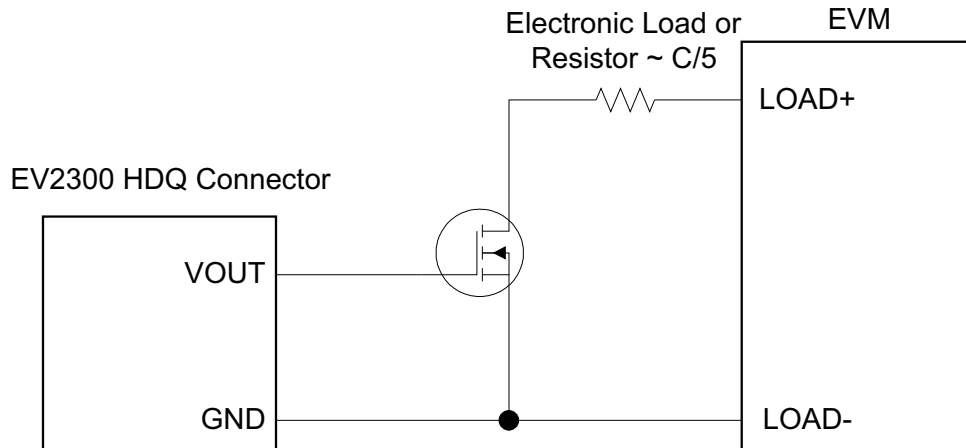 Electronic Load or
Resistor ~ C/5
EVM
LOAD+
EV2300 HDQ Connector
VOUT
GND
LOAD-